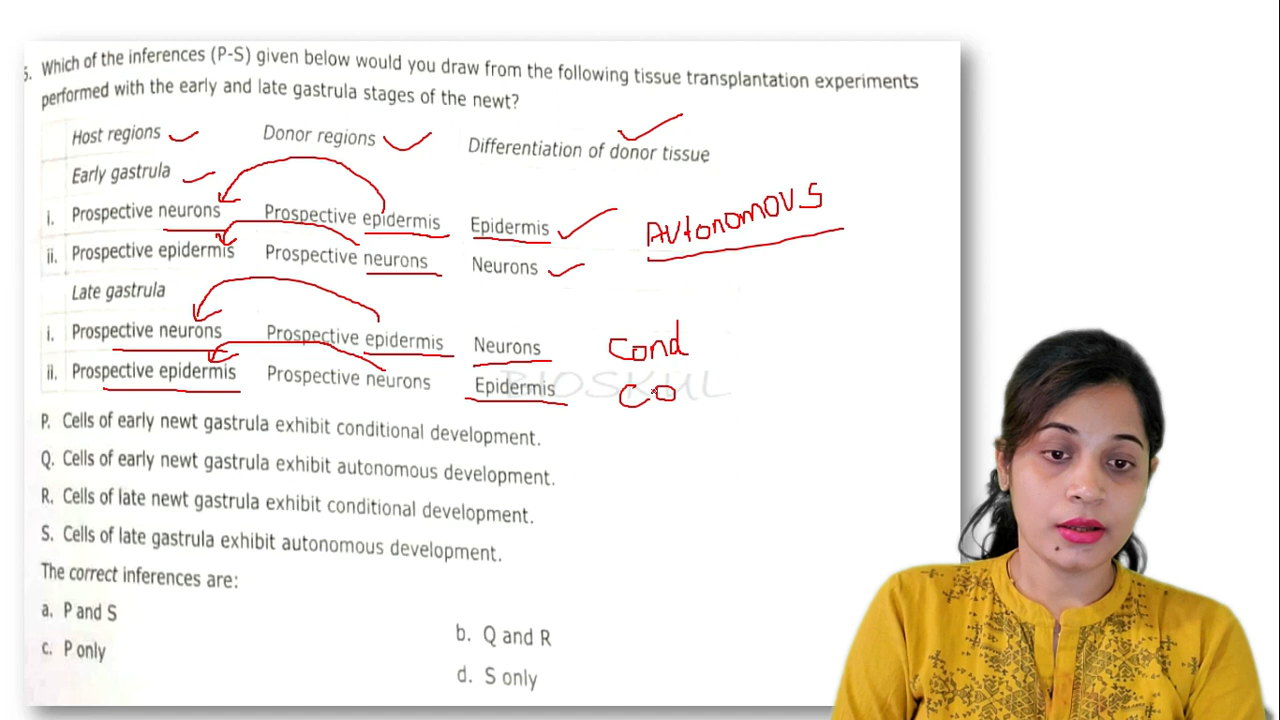 5. Which of the inferences (P-S) given below would you draw from the following tissue transplantation experiments
performed with the early and late gastrula stages of the newt?
Host regions Donor regions Differentiation of donor tissue
Early gastrula
i. Prospective neurons Prospective epidermis Epidermis AUtonomOUS
ii. Prospective epidermis Prospective neurons Neurons
Late gastrula
i. Prospective neurons Prospective epidermis Neurons Cond
ii. Prospective epidermis Prospective neurons Epidermis CO
BIOSKUL
P. Cells of early newt gastrula exhibit conditional development.
Q. Cells of early newt gastrula exhibit autonomous development.
R. Cells of late newt gastrula exhibit conditional development.
S. Cells of late gastrula exhibit autonomous development.
The correct inferences are:
a. P and S
b. Q and R
c. P only
d. S only